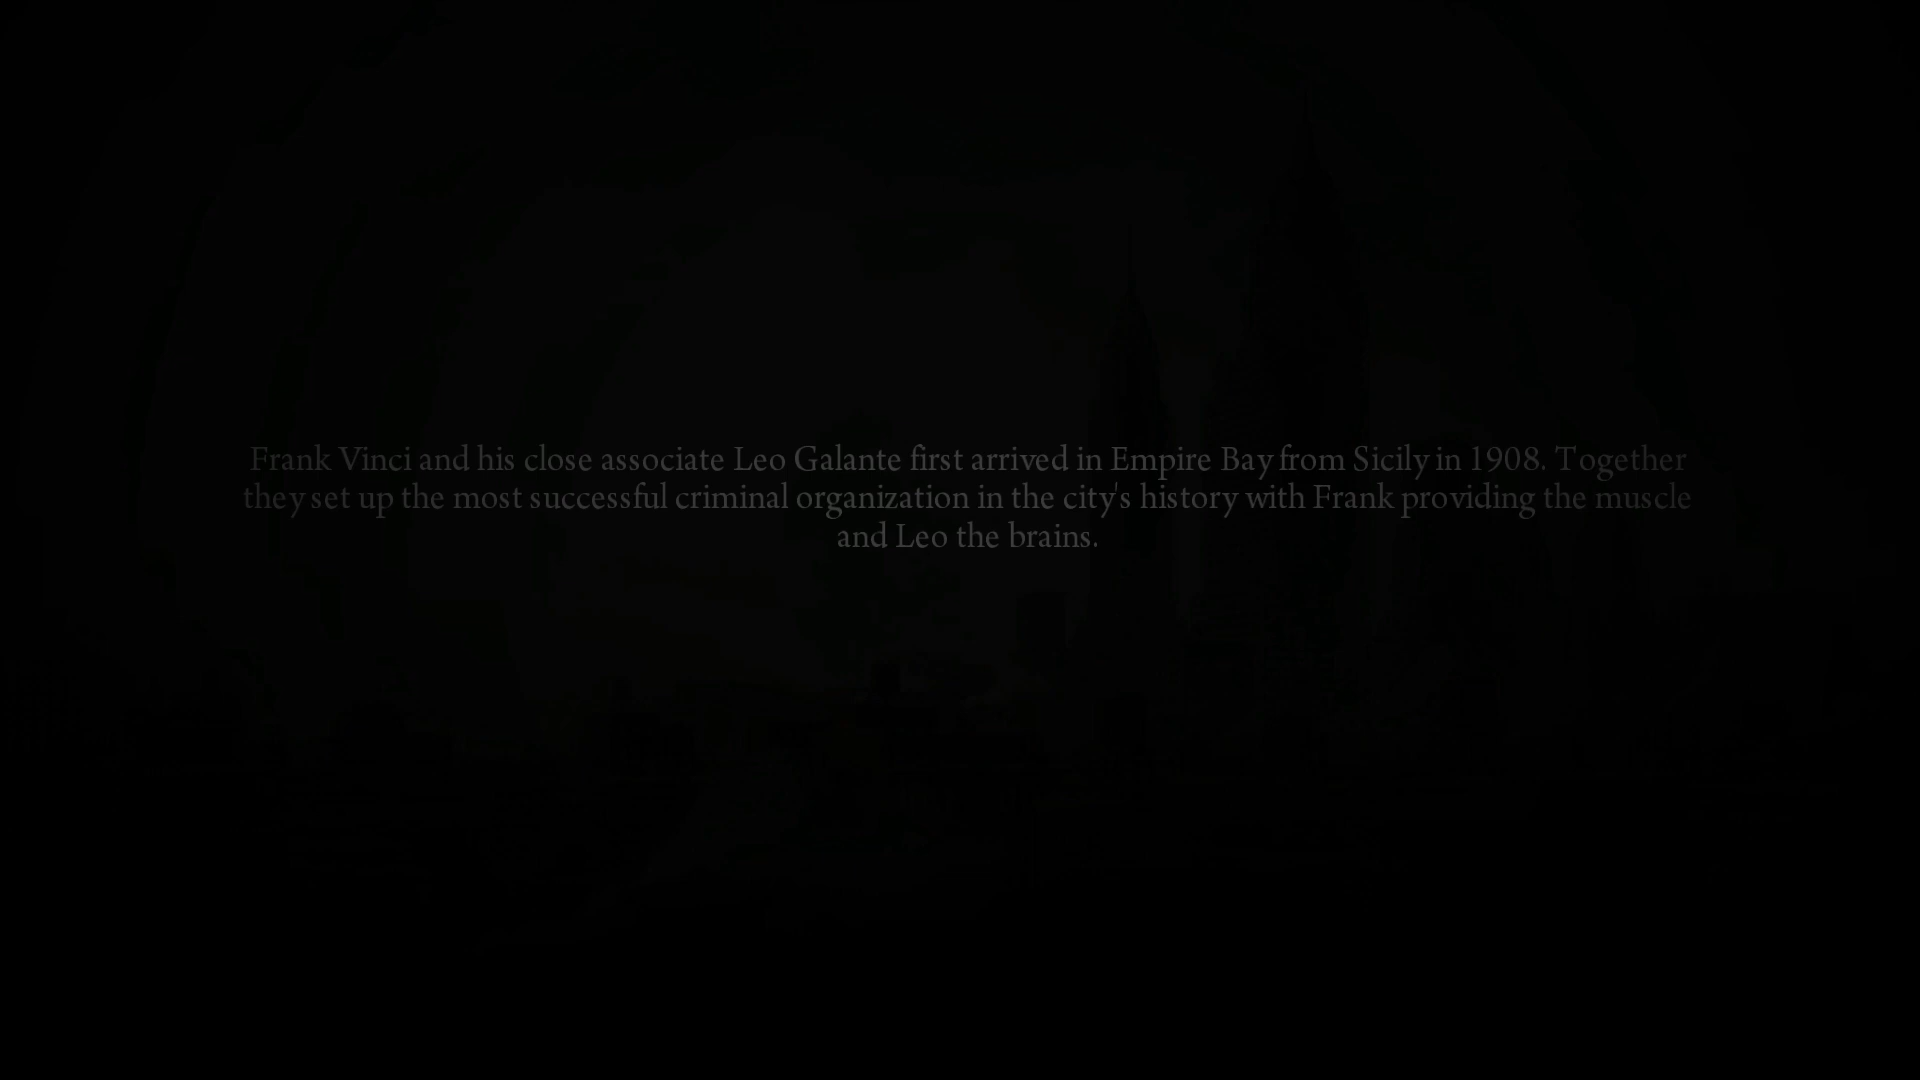 Frank Vinci and his close associate Leo Galante first arrived in Empire Bay from Sicily in 1908. Together
they set up the most successful criminal organization in the city's history with Frank providing the muscle
and Leo the brains.